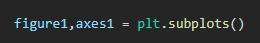 figure1,axes1 = plt.subplots()